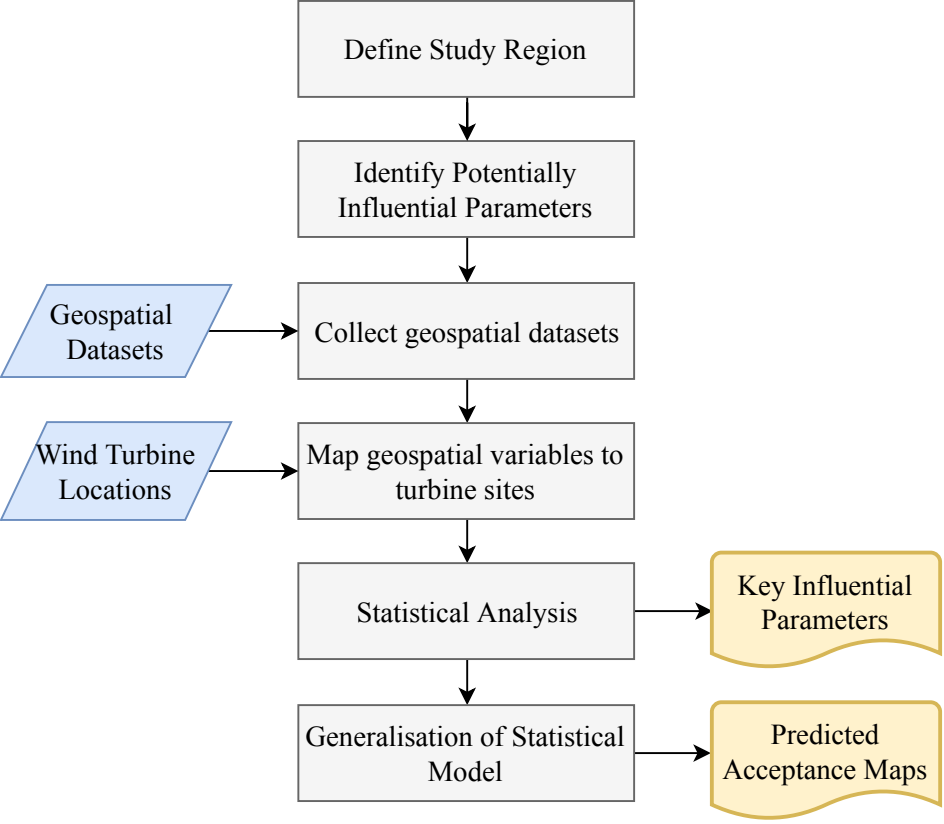 Define Study Region
Identify Potentially
Influential Parameters
Geospatial
Datasets
Collect geospatial datasets
Wind Turbine
Locations
Map geospatial variables to
turbine sites
Statistical Analysis
Key Influential
Parameters
Generalisation of Statistical
Model
Predicted
Acceptance Maps